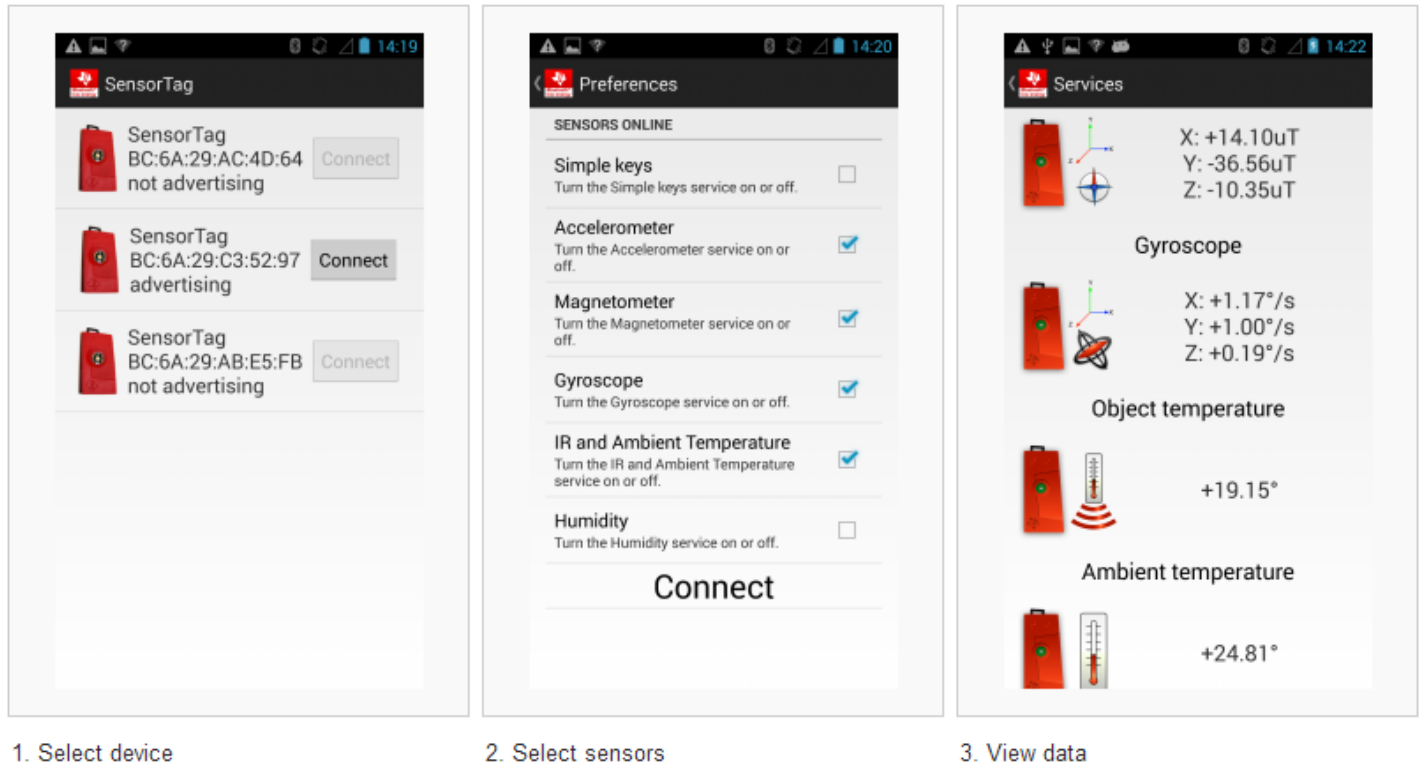 14:19
SensorTag
SensorTag
BC:6A:29:AC:4D:64
not advertising
Connect
SensorTag
BC:6A:29:C3:52:97
advertising
Connect
SensorTag
BC:6A:29:AB:E5:FB
not advertising
Connect
1. Select device
14:20
Preferences
SENSORS ONLINE
Simple keys
Turn the Simple keys service on or off.
Accelerometer
Turn the Accelerometer service on or
off.
Magnetometer
Turn the Magnetometer service on or
off.
Gyroscope
Turn the Gyroscope service on or off.
IR and Ambient Temperature
Turn the IR and Ambient Temperature
service on or off.
Humidity
Turn the Humidity service on or off.
Connect
2. Select sensors
14:22
Services
X: +14.10uT
Y: -36.56uT
Z: -10.35uT
Gyroscope
X: +1.17°/s
Y: +1.00°/s
Z: +0.19°/s
Object temperature
+19.15°
Ambient temperature
+24.81°
3. View data